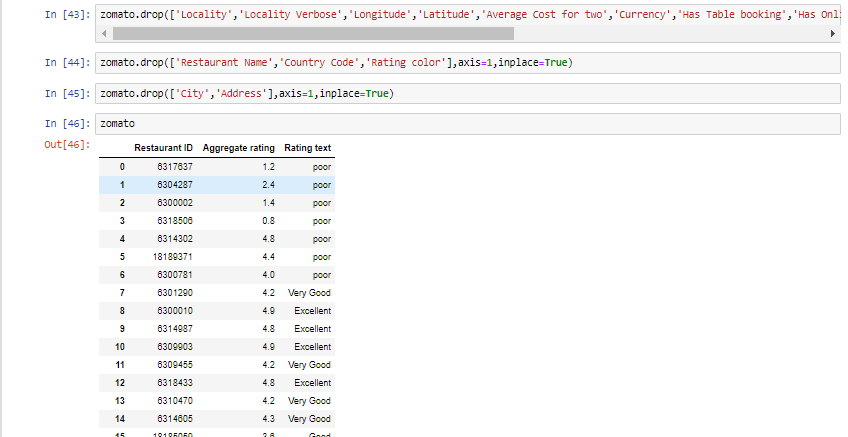 In [43]: zomato.drop(['Locality','Locality Verbose','Longitude','Latitude','Average Cost for two','Currency','Has Table booking','Has Onl
In [44]: zomato.drop(['Restaurant Name','Country Code','Rating color'],axis=1,inplace=True)
In [45]: zomato.drop(['City','Address'],axis=1,inplace=True)
In [46]: zomato
Out[46]:
Restaurant ID Aggregate rating Rating text
0 6317637 1.2 poor
1 6304287 2.4 poor
2 6300002 1.4 poor
3 6318506 0.8 poor
4 6314302 4.8 poor
5 18189371 4.4 poor
6 6300781 4.0 poor
7 6301290 4.2 Very Good
8 6300010 4.9 Excellent
9 6314987 4.8 Excellent
10 6309903 4.9 Excellent
11 6309455 4.2 Very Good
12 6318433 4.8 Excellent
13 6310470 4.2 Very Good
14 6314605 4.3 Very Good
15 Good